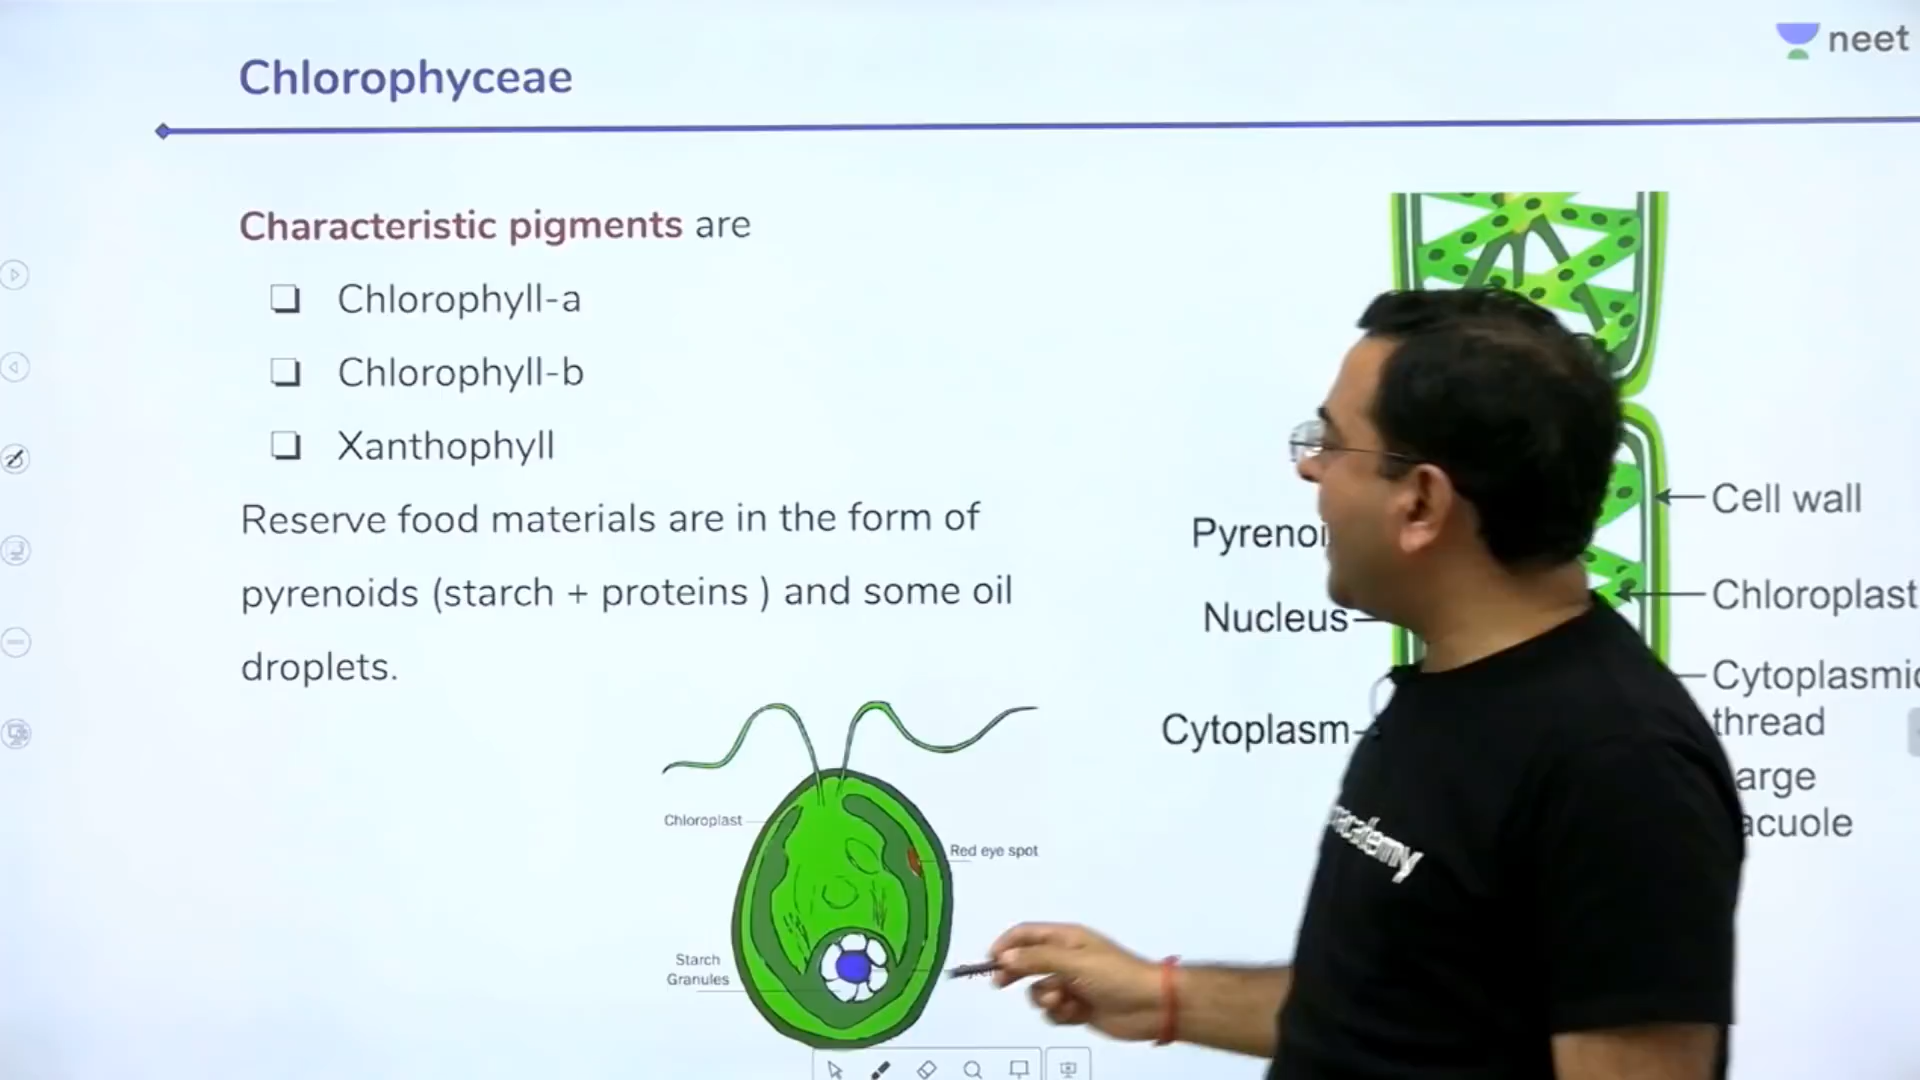 neet
Chlorophyceae
Characteristic pigments are
Chlorophyll-a
Chlorophyll-b
Xanthophyll
Reserve food materials are in the form of
pyrenoids (starch + proteins ) and some oil
droplets.
Chloroplast
Red eye spot
Starch
Granules
Nucleus
Cytoplasm
Cell wall
Chloroplast
thread